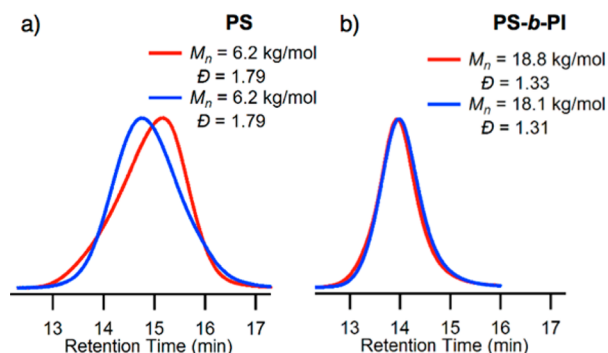 a)
PS
Mn = 6.2 kg/mol
Đ = 1.79
Mn = 6.2 kg/mol
Đ = 1.79
13 14 15 16 17
Retention Time (min)
b)
PS-b-PI
Mn = 18.8 kg/mol
Đ = 1.33
Mn = 18.1 kg/mol
Đ = 1.31
13 14 15 16 17
Retention Time (min)